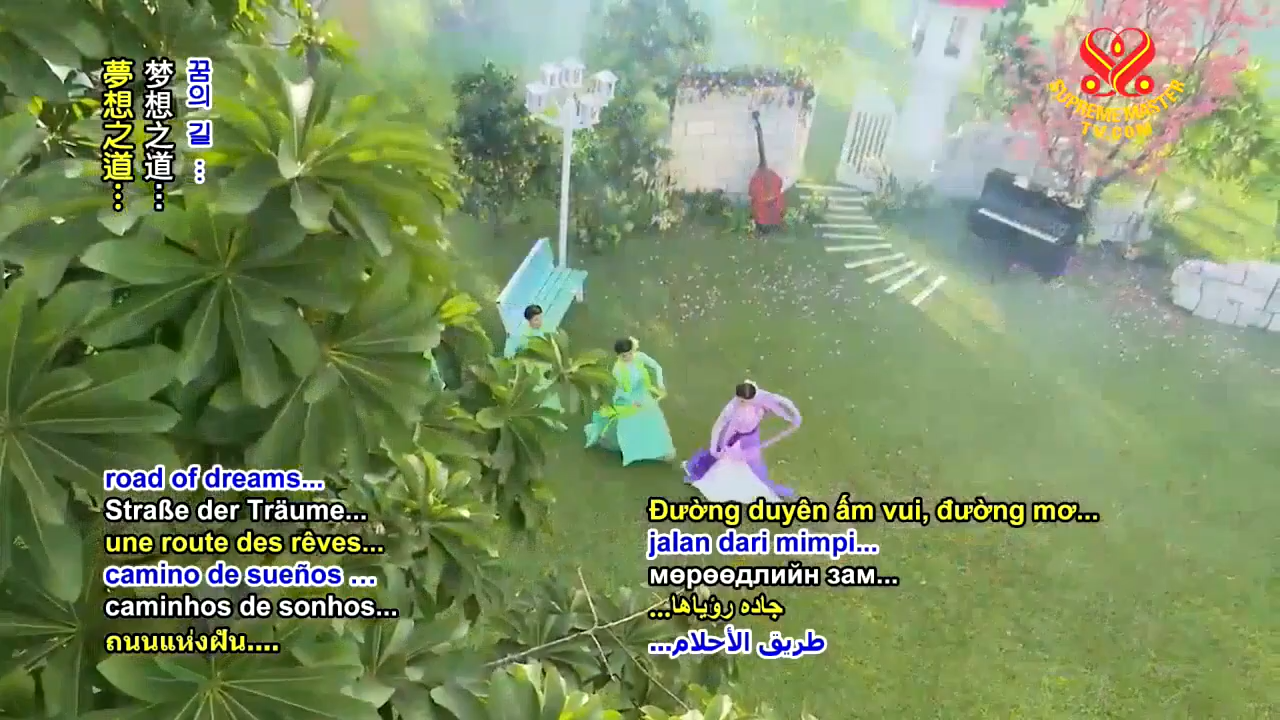 夢想之道...
梦想之道...
꿈의 길 ...
SUPREME MASTER
TV.COM
road of dreams...
Straße der Träume...
une route des rêves...
camino de sueños ...
caminhos de sonhos...
ถนนแห่งฝัน....
Đường duyên ấm vui, đường mơ...
jalan dari mimpi...
мөрөөдлийн зам...
جاده رؤیاها...
طريق الأحلام...